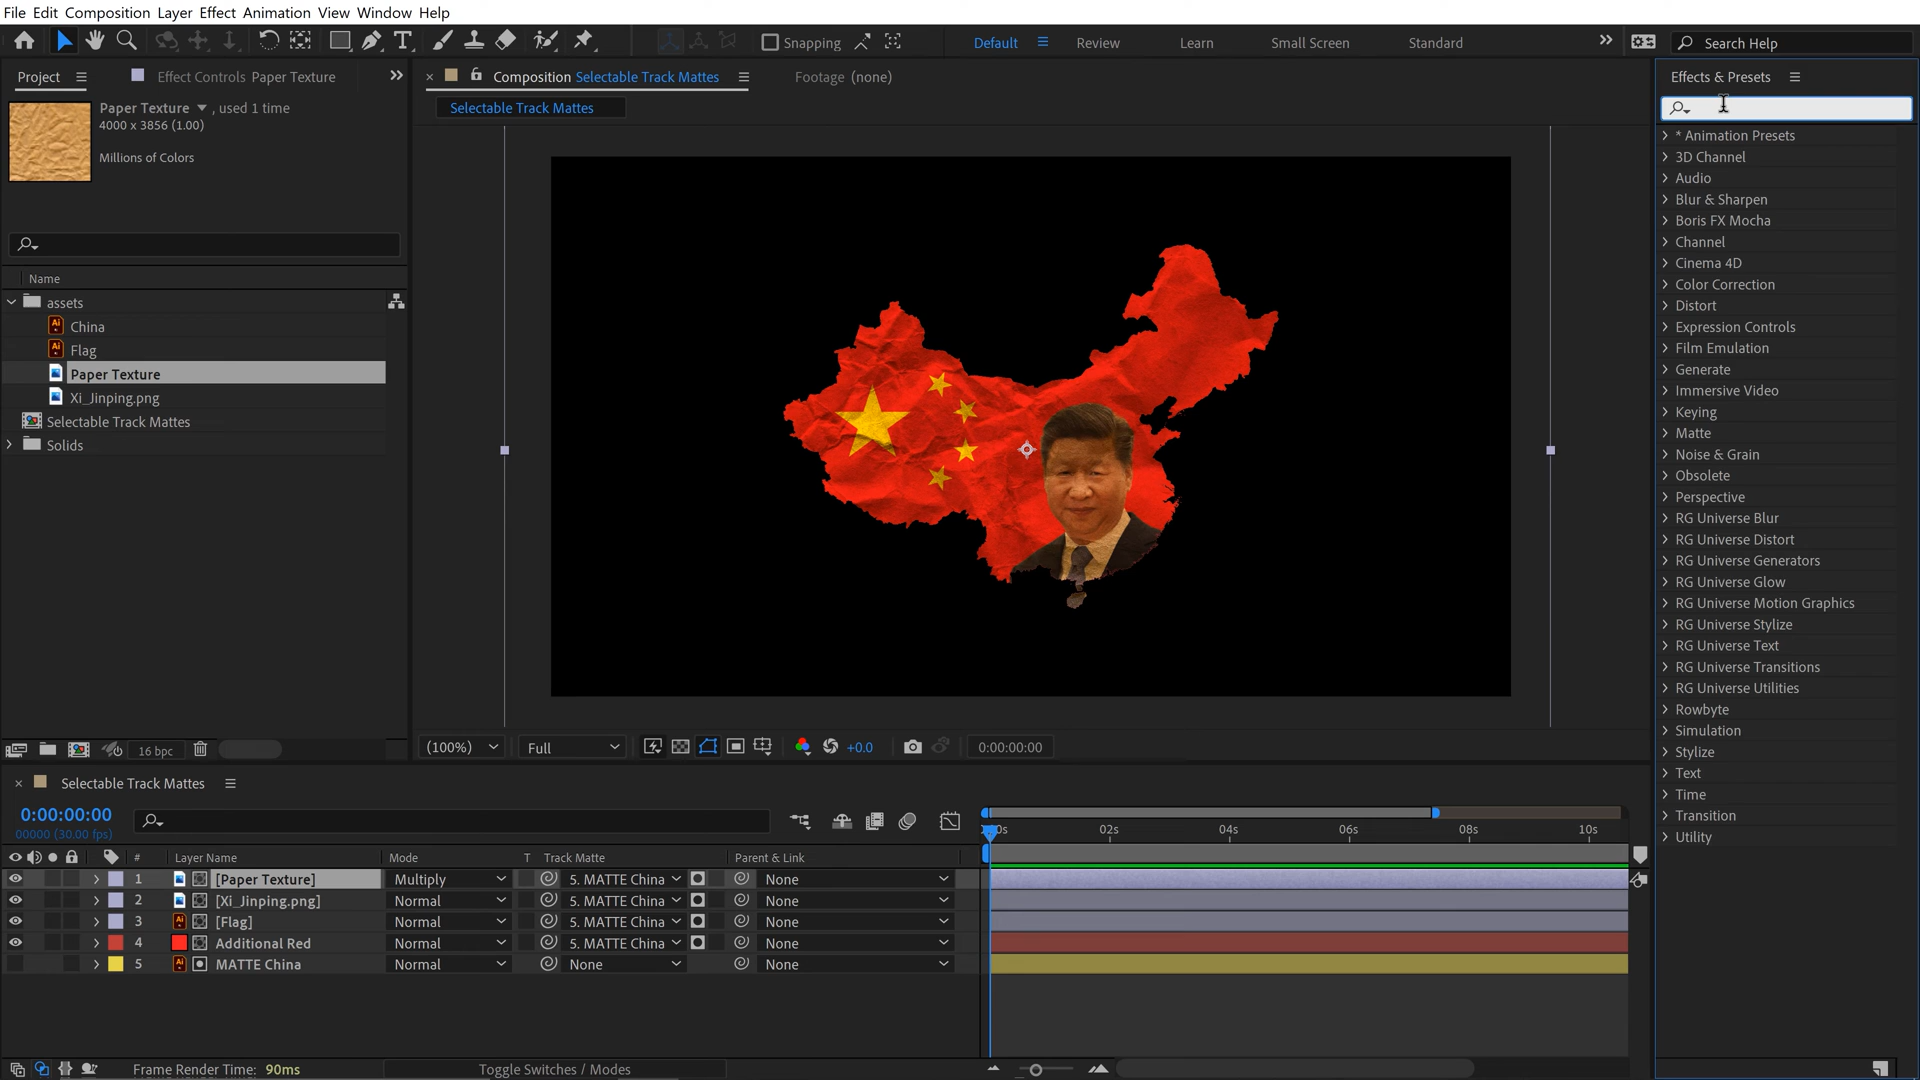 File Edit Composition Layer Effect Animation View Window Help
Snapping
Default
Review
Learn
Small Screen
Standard
Search Help
Project
Effect Controls Paper Texture
Composition Selectable Track Mattes
Footage (none)
Effects & Presets
Paper Texture , used 1 time
4000 x 3856 (1.00)
Millions of Colors
Selectable Track Mattes
Name
assets
China
Flag
Paper Texture
Xi_Jinping.png
Selectable Track Mattes
Solids
* Animation Presets
3D Channel
Audio
Blur & Sharpen
Boris FX Mocha
Channel
Cinema 4D
Color Correction
Distort
Expression Controls
Film Emulation
Generate
Immersive Video
Keying
Matte
Noise & Grain
Obsolete
Perspective
RG Universe Blur
RG Universe Distort
RG Universe Generators
RG Universe Glow
RG Universe Motion Graphics
RG Universe Stylize
RG Universe Text
RG Universe Transitions
RG Universe Utilities
Rowbyte
Simulation
Stylize
Text
Time
Transition
Utility
16 bpc
(100%)
Full
+0.0
0:00:00:00
Selectable Track Mattes
0:00:00:00
00000 (30.00 fps)
02s 04s 06s 08s 10s
# Layer Name Mode T Track Matte Parent & Link
1 [Paper Texture] Multiply 5. MATTE China None
2 [Xi_Jinping.png] Normal 5. MATTE China None
3 [Flag] Normal 5. MATTE China None
4 Additional Red Normal 5. MATTE China None
5 MATTE China Normal None None
Frame Render Time: 90ms
Toggle Switches / Modes